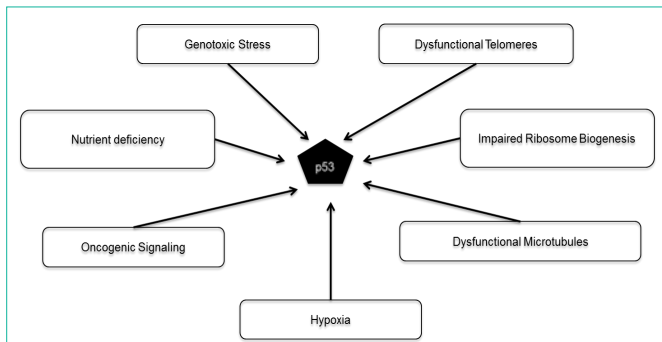 Genotoxic Stress
Dysfunctional Telomeres
Nutrient deficiency
Impaired Ribosome Biogenesis
p53
Oncogenic Signaling
Dysfunctional Microtubules
Hypoxia